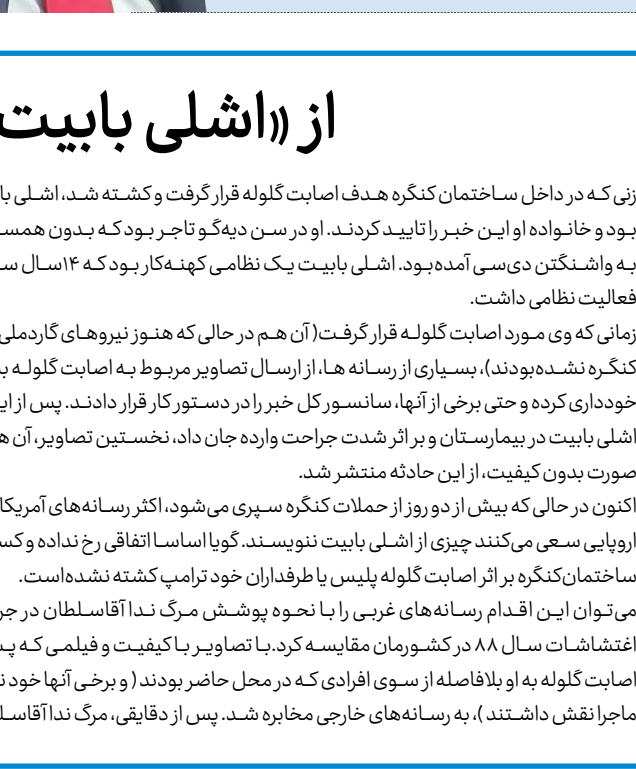 از «اشلی بابیت
زنی که در داخل ساختمان کنگره هدف اصابت گلوله قرار گرفت و کشته شد، اشلی
بود و خانواده او این خبر را تایید کردند. او در سن دیه‌گو تاجر بود که بدون
به واشنگتن دی‌سی آمده‌بود. اشلی بابیت یک نظامی کهنه‌کار بود که ۱۴سال
فعالیت نظامی داشت.
زمانی که وی مورد اصابت گلوله قرار گرفت( آن هم در حالی که هنوز نیروهای
کنگره نشده‌بودند)، بسیاری از رسانه ها، از ارسال تصاویر مربوط به اصابت گلوله
خودداری کرده و حتی برخی از آنها، سانسور کل خبر را در دستور کار قرار دادند. پس از
اشلی بابیت در بیمارستان و بر اثر شدت جراحت وارده جان داد، نخستین تصاویر، آن
صورت بدون کیفیت، از این حادثه منتشر شد.
اکنون در حالی که بیش از دو روز از حملات کنگره سپری می‌شود، اکثر رسانه‌های
اروپایی سعی می‌کنند چیزی از اشلی بابیت ننویسند. گویا اساسا اتفاقی رخ نداده و
ساختمان‌کنگره بر اثر اصابت گلوله پلیس یا طرفداران خود ترامپ کشته نشده‌است.
می‌توان این اقدام رسانه‌های غربی را با نحوه پوشش مرگ ندا آقاسلطان در
اغتشاشات سال ۸۸ در کشورمان مقایسه کرد.با تصاویر با کیفیت و فیلمی که
اصابت گلوله به او بلافاصله از سوی افرادی که در محل حاضر بودند ( و برخی آنها خود
ماجرا نقش داشتند )، به رسانه‌های خارجی مخابره شد. پس از دقایقی، مرگ ندا